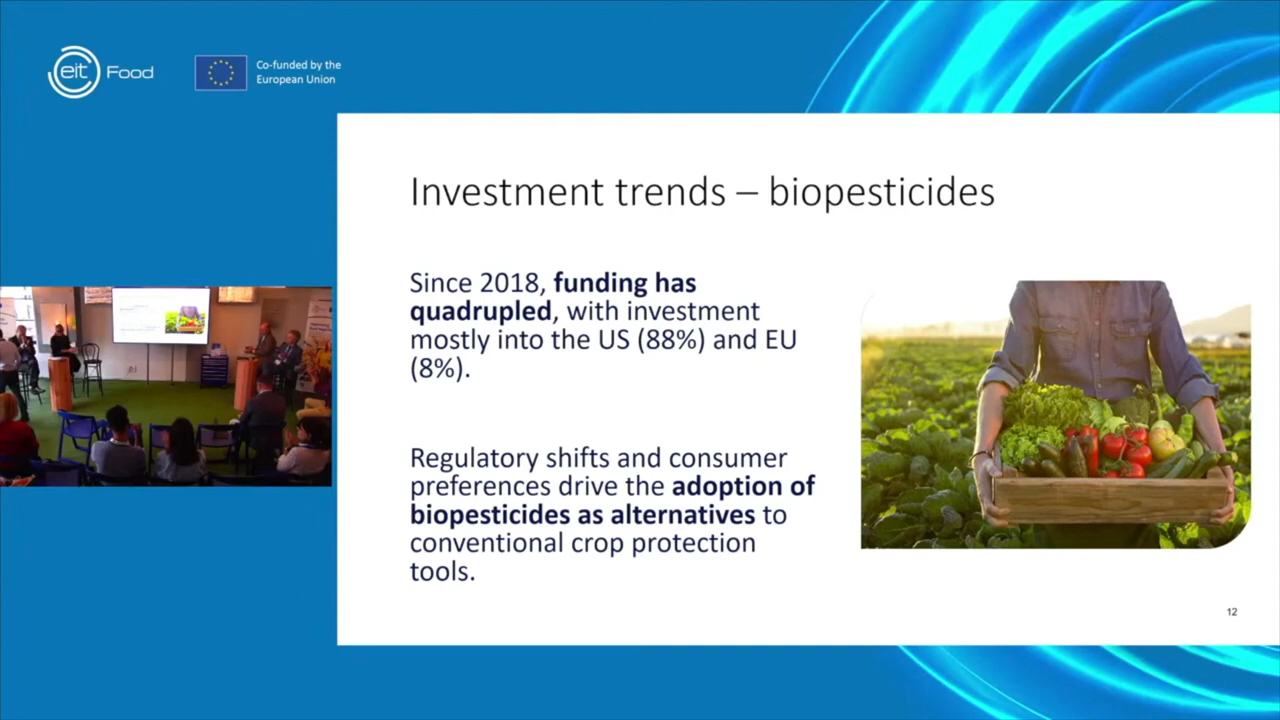 eit Food
Co-funded by the
European Union
Investment trends – biopesticides
Since 2018, funding has
quadrupled, with investment
mostly into the US (88%) and EU
(8%).
Regulatory shifts and consumer
preferences drive the adoption of
biopesticides as alternatives to
conventional crop protection
tools.
12